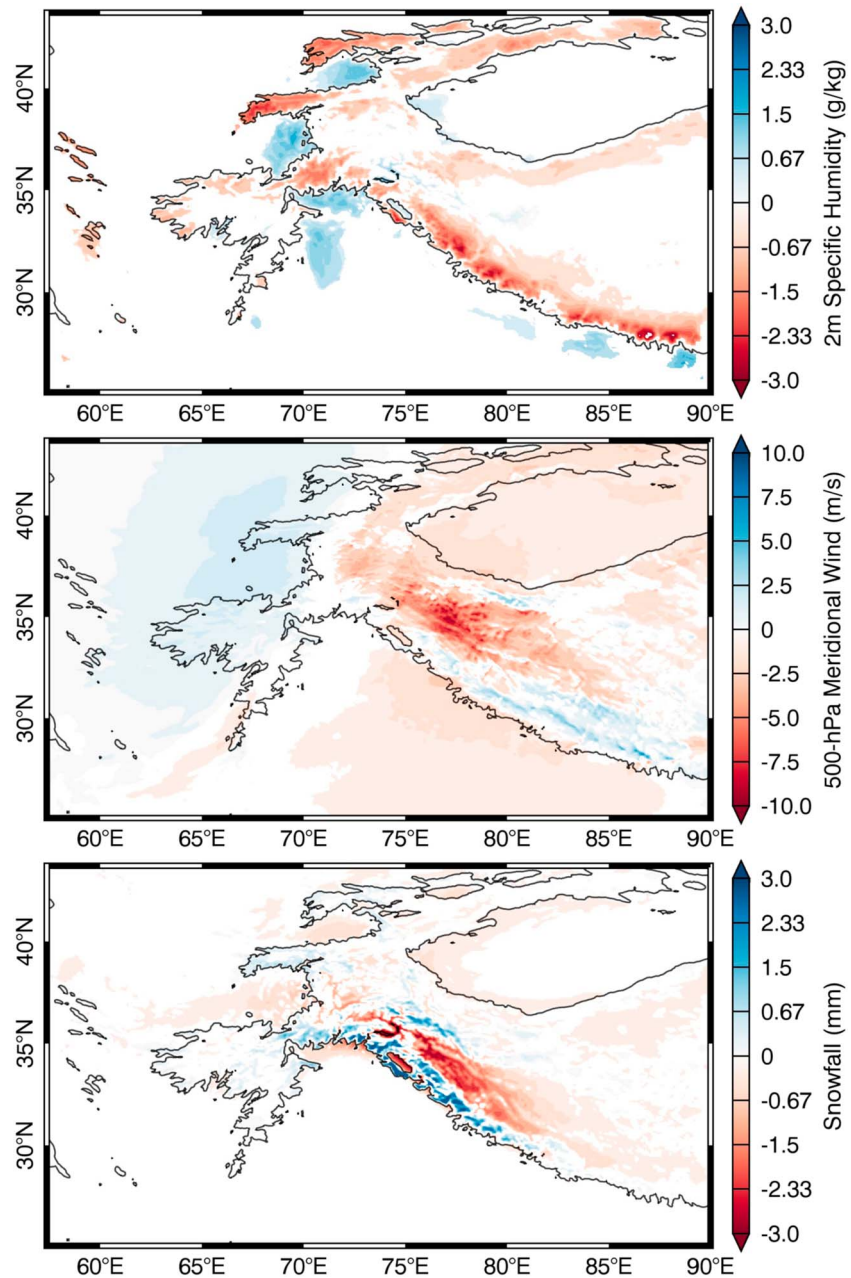 40°N
35°N
30°N
60°E 65°E 70°E 75°E 80°E 85°E 90°E
3.0
2.33
1.5
0.67
0
-0.67
-1.5
-2.33
-3.0
2m Specific Humidity (g/kg)
40°N
35°N
30°N
60°E 65°E 70°E 75°E 80°E 85°E 90°E
10.0
7.5
5.0
2.5
0
-2.5
-5.0
-7.5
-10.0
500-hPa Meridional Wind (m/s)
40°N
35°N
30°N
60°E 65°E 70°E 75°E 80°E 85°E 90°E
3.0
2.33
1.5
0.67
0
-0.67
-1.5
-2.33
-3.0
Snowfall (mm)